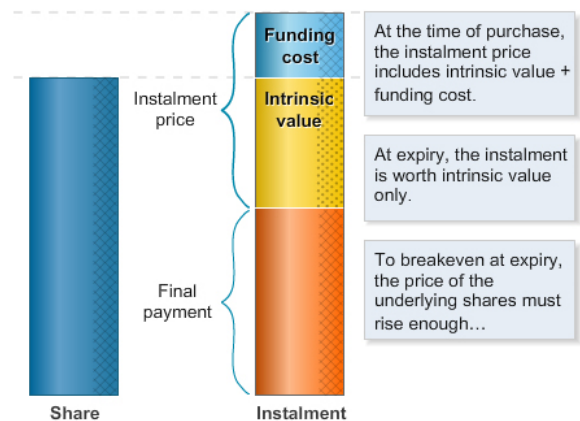 Funding
cost
Instalment
price
Intrinsic
value
Final
payment
Share
Instalment
At the time of purchase,
the instalment price
includes intrinsic value +
funding cost.
At expiry, the instalment
is worth intrinsic value
only.
To breakeven at expiry,
the price of the
underlying shares must
rise enough…